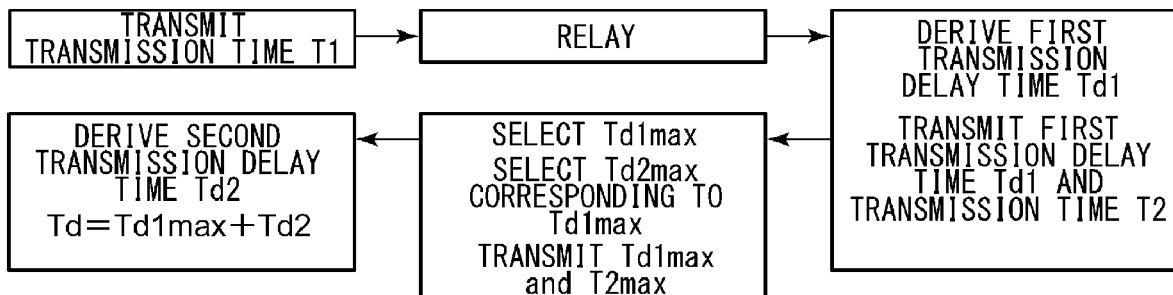 TRANSMIT
TRANSMISSION TIME T1
RELAY
DERIVE FIRST
TRANSMISSION
DELAY TIME Td1
TRANSMIT FIRST
TRANSMISSION DELAY
TIME Td1 AND
TRANSMISSION TIME T2
SELECT Td1max
SELECT Td2max
CORRESPONDING TO
Td1max
TRANSMIT Td1max
and T2max
DERIVE SECOND
TRANSMISSION DELAY
TIME Td2
Td=Td1max+Td2